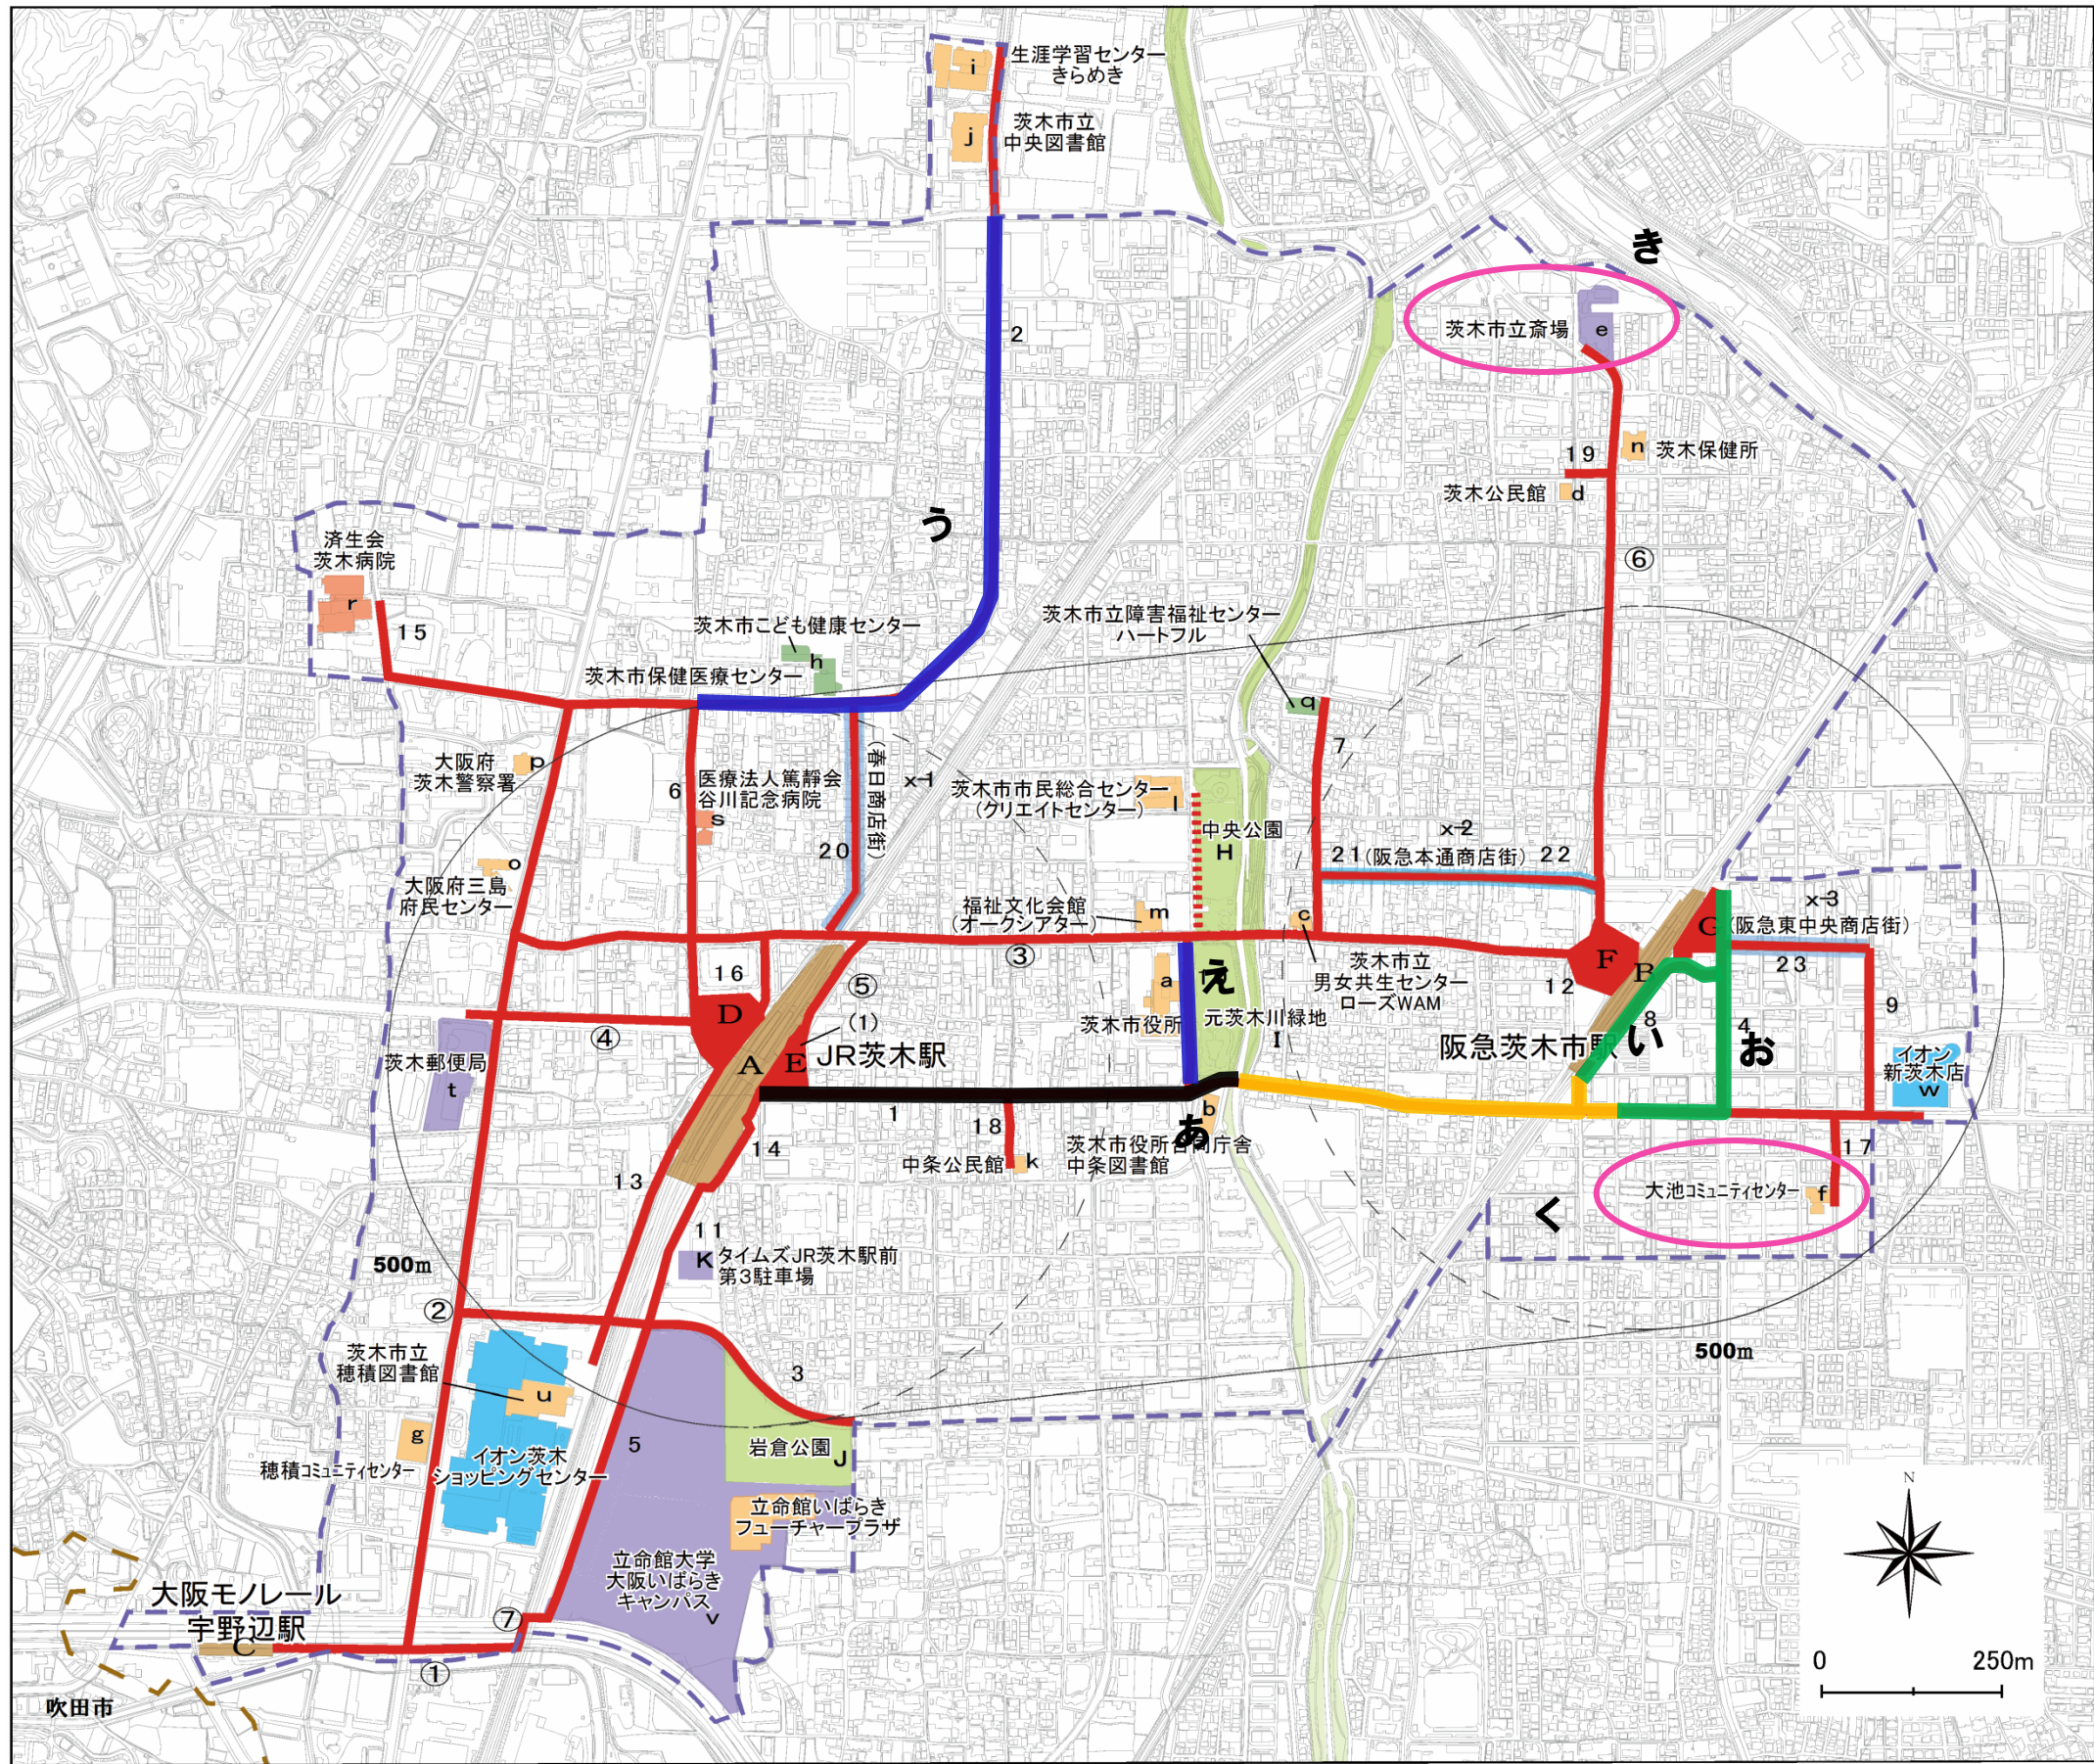 i
生涯学習センター
きらめき
j
茨木市立
中央図書館
き
2
茨木市立斎場
e
n
茨木保健所
19
茨木公民館
d
う
済生会
茨木病院
r
15
⑥
茨木市こども健康センター
h
茨木市保健医療センター
茨木市立障害福祉センター
ハートフル
q
7
大阪府
茨木警察署
p
6
医療法人篤靜会
谷川記念病院
s
(春日商店街)
x-1
20
茨木市市民総合センター
(クリエイトセンター)
l
中央公園
H
x-2
21(阪急本通商店街) 22
o
大阪府三島
府民センター
福祉文化会館
(オークシアター)
m
c
x-3
G
(阪急東中央商店街)
③
16
茨木市立
男女共生センター
ローズWAM
F
B
12
23
D
⑤
(1)
a
え
茨木市役所
元茨木川緑地
I
8
4
9
④
A
E
JR茨木駅
阪急茨木市駅
い
お
イオン
新茨木店
w
茨木郵便局
t
1
b
あ
18
14
中条公民館
k
茨木市役所合同庁舎
中条図書館
17
13
大池コミュニティセンター
f
く
11
K
タイムズJR茨木駅前
第3駐車場
500m
②
500m
茨木市立
穂積図書館
u
3
g
穂積コミュニティセンター
イオン茨木
ショッピングセンター
5
岩倉公園
J
立命館いばらき
フューチャープラザ
立命館大学
大阪いばらき
キャンパス
v
N
大阪モノレール
宇野辺駅
C
⑦
①
吹田市
0
250m